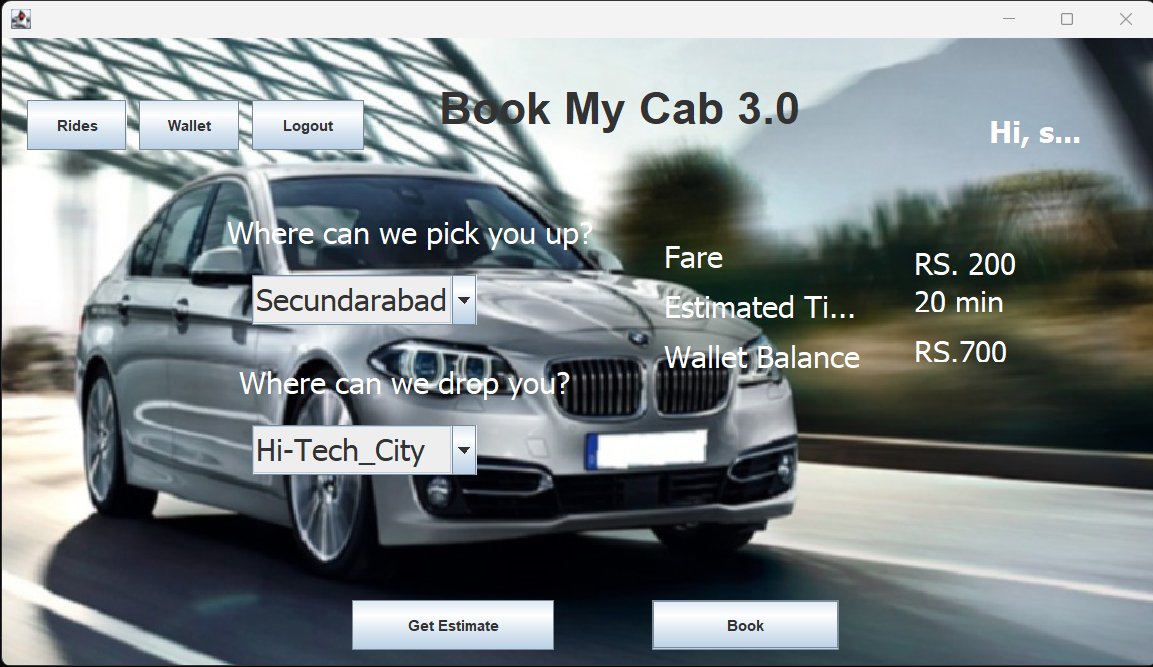 Book My Cab 3.0
Rides
Wallet
Logout
Hi, s...
Where can we pick you up?
Secundarabad
Where can we drop you?
Hi-Tech_City
Fare
RS. 200
Estimated Ti...
20 min
Wallet Balance
RS.700
Get Estimate
Book